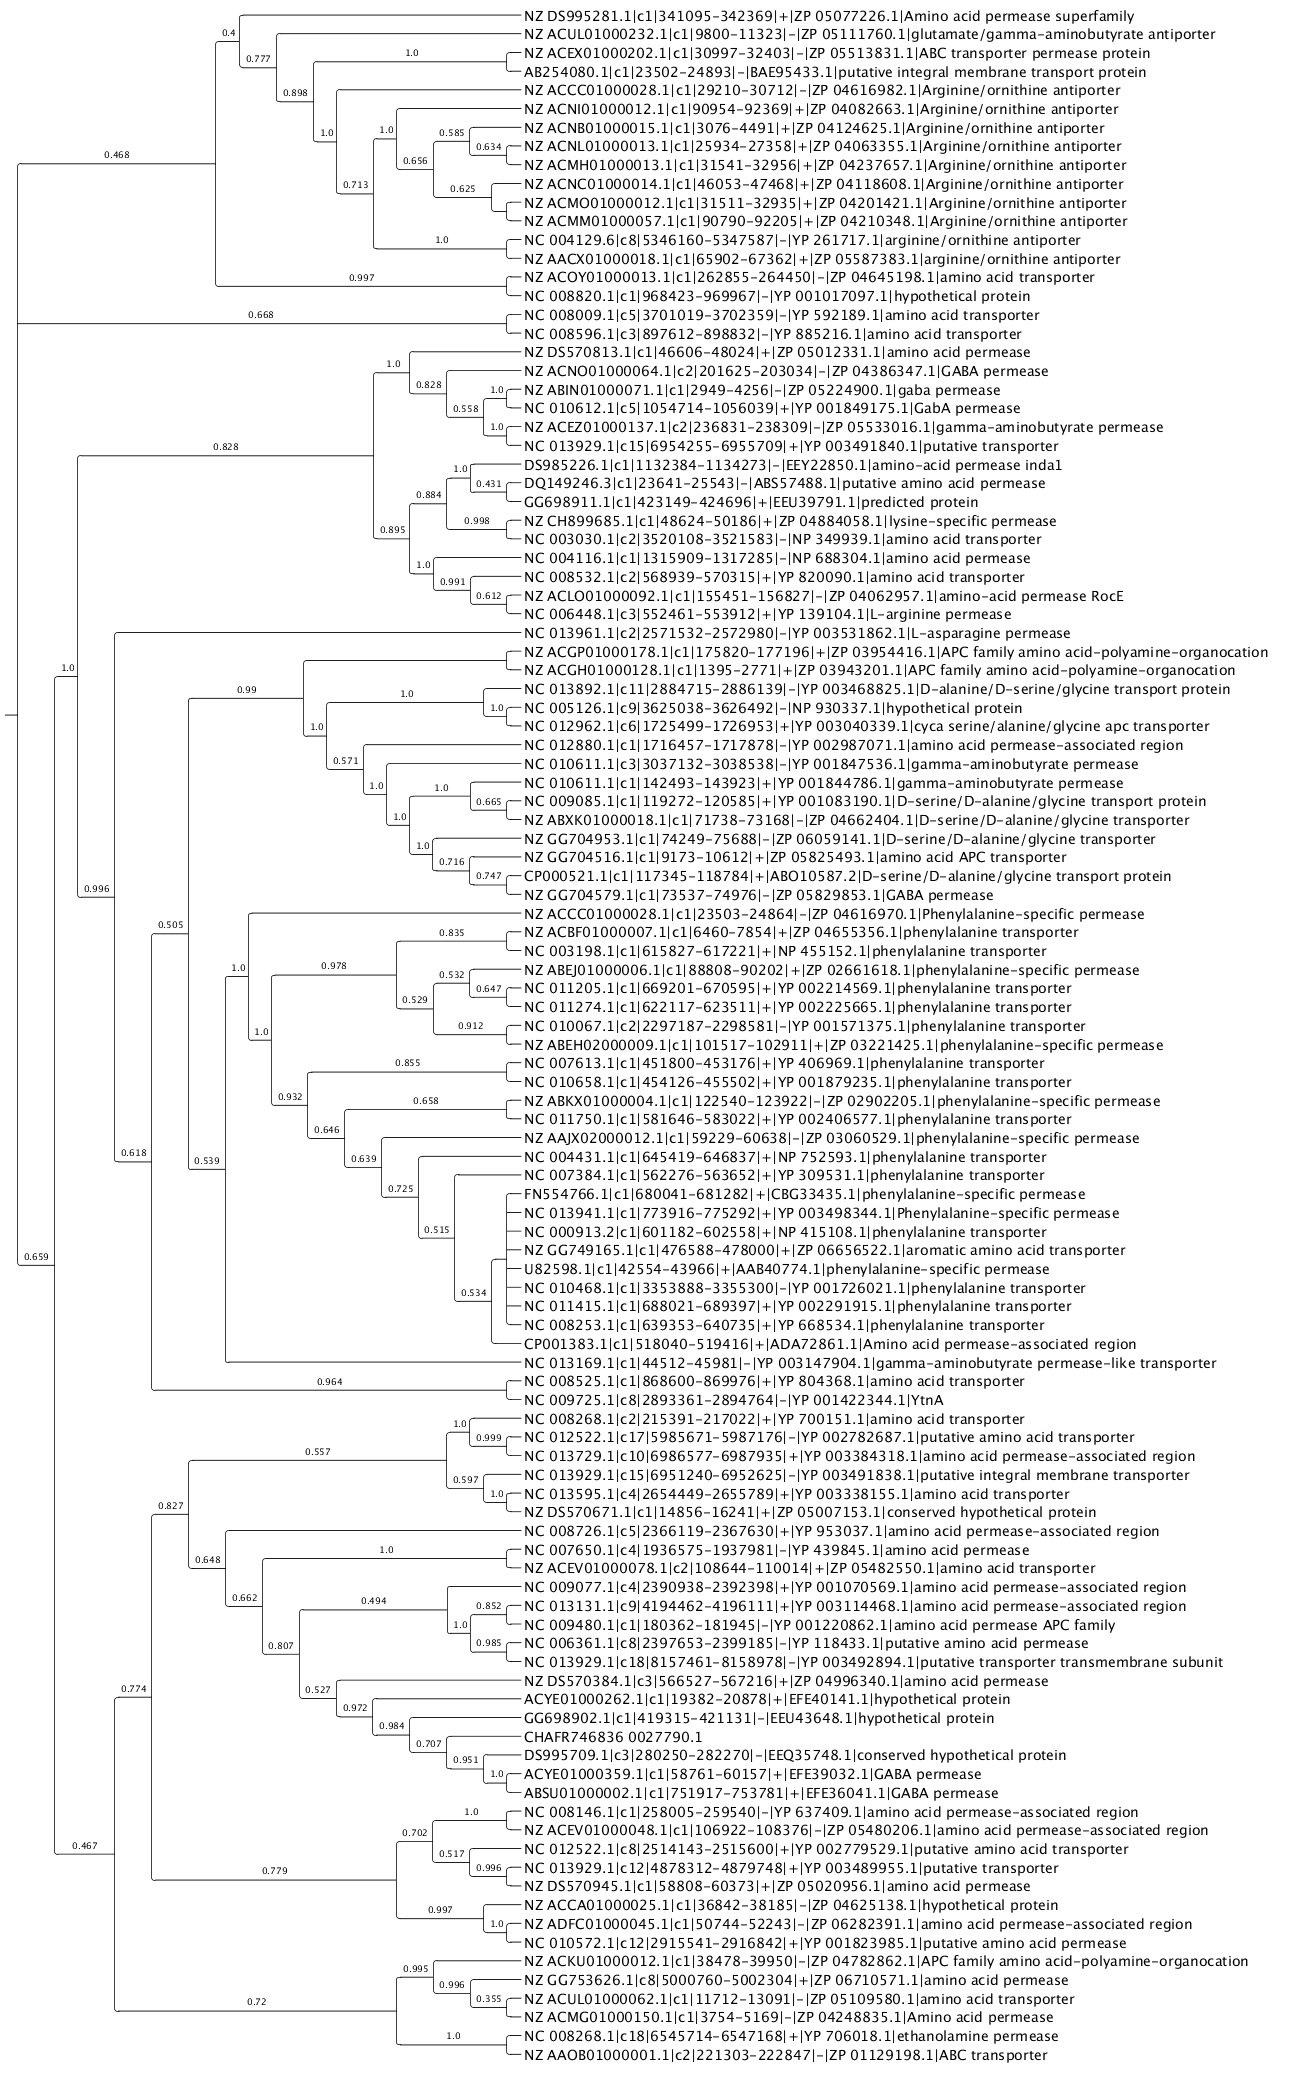 NZ DS995281.1|c1|341095-342369|+|ZP 05077226.1|Amino acid permease superfamily
0.4
NZ ACUL01000232.1|c1|9800-11323|-|ZP 05111760.1|glutamate/gamma-aminobutyrate antiporter
0.777
1.0
NZ ACEX01000202.1|c1|30997-32403|-|ZP 05513831.1|ABC transporter permease protein
AB254080.1|c1|23502-24893|-|BAE95433.1|putative integral membrane transport protein
0.898
NZ ACCC01000028.1|c1|29210-30712|-|ZP 04616982.1|Arginine/ornithine antiporter
NZ ACNI01000012.1|c1|90954-92369|+|ZP 04082663.1|Arginine/ornithine antiporter
1.0
1.0
0.585
NZ ACNB01000015.1|c1|3076-4491|+|ZP 04124625.1|Arginine/ornithine antiporter
0.634
NZ ACNL01000013.1|c1|25934-27358|+|ZP 04063355.1|Arginine/ornithine antiporter
0.468
0.656
NZ ACMH01000013.1|c1|31541-32956|+|ZP 04237657.1|Arginine/ornithine antiporter
0.713
0.625
NZ ACNC01000014.1|c1|46053-47468|+|ZP 04118608.1|Arginine/ornithine antiporter
NZ ACMO01000012.1|c1|31511-32935|+|ZP 04201421.1|Arginine/ornithine antiporter
NZ ACMM01000057.1|c1|90790-92205|+|ZP 04210348.1|Arginine/ornithine antiporter
1.0
NC 004129.6|c8|5346160-5347587|-|YP 261717.1|arginine/ornithine antiporter
NZ AACX01000018.1|c1|65902-67362|+|ZP 05587383.1|arginine/ornithine antiporter
0.997
NZ ACOY01000013.1|c1|262855-264450|-|ZP 04645198.1|amino acid transporter
NC 008820.1|c1|968423-969967|-|YP 001017097.1|hypothetical protein
0.668
NC 008009.1|c5|3701019-3702359|-|YP 592189.1|amino acid transporter
NC 008596.1|c3|897612-898832|-|YP 885216.1|amino acid transporter
NZ DS570813.1|c1|46606-48024|+|ZP 05012331.1|amino acid permease
1.0
NZ ACNO01000064.1|c2|201625-203034|-|ZP 04386347.1|GABA permease
0.828
1.0
NZ ABIN01000071.1|c1|2949-4256|-|ZP 05224900.1|gaba permease
0.558
NC 010612.1|c5|1054714-1056039|+|YP 001849175.1|GabA permease
1.0
NZ ACEZ01000137.1|c2|236831-238309|-|ZP 05533016.1|gamma-aminobutyrate permease
0.828
NC 013929.1|c15|6954255-6955709|+|YP 003491840.1|putative transporter
1.0
DS985226.1|c1|1132384-1134273|-|EEY22850.1|amino-acid permease inda1
0.431
DQ149246.3|c1|23641-25543|-|ABS57488.1|putative amino acid permease
0.884
GG698911.1|c1|423149-424696|+|EEU39791.1|predicted protein
0.998
NZ CH899685.1|c1|48624-50186|+|ZP 04884058.1|lysine-specific permease
0.895
NC 003030.1|c2|3520108-3521583|-|NP 349939.1|amino acid transporter
1.0
NC 004116.1|c1|1315909-1317285|-|NP 688304.1|amino acid permease
0.991
NC 008532.1|c2|568939-570315|+|YP 820090.1|amino acid transporter
0.612
NZ ACLO01000092.1|c1|155451-156827|-|ZP 04062957.1|amino-acid permease RocE
NC 006448.1|c3|552461-553912|+|YP 139104.1|L-arginine permease
NC 013961.1|c2|2571532-2572980|-|YP 003531862.1|L-asparagine permease
1.0
NZ ACGP01000178.1|c1|175820-177196|+|ZP 03954416.1|APC family amino acid-polyamine-organocation
NZ ACGH01000128.1|c1|1395-2771|+|ZP 03943201.1|APC family amino acid-polyamine-organocation
0.99
1.0
NC 013892.1|c11|2884715-2886139|-|YP 003468825.1|D-alanine/D-serine/glycine transport protein
1.0
NC 005126.1|c9|3625038-3626492|-|NP 930337.1|hypothetical protein
1.0
NC 012962.1|c6|1725499-1726953|+|YP 003040339.1|cyca serine/alanine/glycine apc transporter
NC 012880.1|c1|1716457-1717878|-|YP 002987071.1|amino acid permease-associated region
0.571
NC 010611.1|c3|3037132-3038538|-|YP 001847536.1|gamma-aminobutyrate permease
1.0
1.0
NC 010611.1|c1|142493-143923|+|YP 001844786.1|gamma-aminobutyrate permease
0.665
NC 009085.1|c1|119272-120585|+|YP 001083190.1|D-serine/D-alanine/glycine transport protein
1.0
NZ ABXK01000018.1|c1|71738-73168|-|ZP 04662404.1|D-serine/D-alanine/glycine transporter
1.0
NZ GG704953.1|c1|74249-75688|-|ZP 06059141.1|D-serine/D-alanine/glycine transporter
0.716
NZ GG704516.1|c1|9173-10612|+|ZP 05825493.1|amino acid APC transporter
0.747
CP000521.1|c1|117345-118784|+|ABO10587.2|D-serine/D-alanine/glycine transport protein
0.996
NZ GG704579.1|c1|73537-74976|-|ZP 05829853.1|GABA permease
NZ ACCC01000028.1|c1|23503-24864|-|ZP 04616970.1|Phenylalanine-specific permease
0.505
0.835
NZ ACBF01000007.1|c1|6460-7854|+|ZP 04655356.1|phenylalanine transporter
NC 003198.1|c1|615827-617221|+|NP 455152.1|phenylalanine transporter
1.0
0.978
0.532
NZ ABEJ01000006.1|c1|88808-90202|+|ZP 02661618.1|phenylalanine-specific permease
0.647
NC 011205.1|c1|669201-670595|+|YP 002214569.1|phenylalanine transporter
0.529
NC 011274.1|c1|622117-623511|+|YP 002225665.1|phenylalanine transporter
0.912
NC 010067.1|c2|2297187-2298581|-|YP 001571375.1|phenylalanine transporter
1.0
NZ ABEH02000009.1|c1|101517-102911|+|ZP 03221425.1|phenylalanine-specific permease
0.855
NC 007613.1|c1|451800-453176|+|YP 406969.1|phenylalanine transporter
NC 010658.1|c1|454126-455502|+|YP 001879235.1|phenylalanine transporter
0.932
0.658
NZ ABKX01000004.1|c1|122540-123922|-|ZP 02902205.1|phenylalanine-specific permease
NC 011750.1|c1|581646-583022|+|YP 002406577.1|phenylalanine transporter
0.646
NZ AAJX02000012.1|c1|59229-60638|-|ZP 03060529.1|phenylalanine-specific permease
0.618
0.539
0.639
NC 004431.1|c1|645419-646837|+|NP 752593.1|phenylalanine transporter
NC 007384.1|c1|562276-563652|+|YP 309531.1|phenylalanine transporter
0.725
FN554766.1|c1|680041-681282|+|CBG33435.1|phenylalanine-specific permease
NC 013941.1|c1|773916-775292|+|YP 003498344.1|Phenylalanine-specific permease
0.515
NC 000913.2|c1|601182-602558|+|NP 415108.1|phenylalanine transporter
NZ GG749165.1|c1|476588-478000|+|ZP 06656522.1|aromatic amino acid transporter
0.659
U82598.1|c1|42554-43966|+|AAB40774.1|phenylalanine-specific permease
NC 010468.1|c1|3353888-3355300|-|YP 001726021.1|phenylalanine transporter
0.534
NC 011415.1|c1|688021-689397|+|YP 002291915.1|phenylalanine transporter
NC 008253.1|c1|639353-640735|+|YP 668534.1|phenylalanine transporter
CP001383.1|c1|518040-519416|+|ADA72861.1|Amino acid permease-associated region
NC 013169.1|c1|44512-45981|-|YP 003147904.1|gamma-aminobutyrate permease-like transporter
0.964
NC 008525.1|c1|868600-869976|+|YP 804368.1|amino acid transporter
NC 009725.1|c8|2893361-2894764|-|YP 001422344.1|YtnA
1.0
NC 008268.1|c2|215391-217022|+|YP 700151.1|amino acid transporter
0.999
NC 012522.1|c17|5985671-5987176|-|YP 002782687.1|putative amino acid transporter
0.557
NC 013729.1|c10|6986577-6987935|+|YP 003384318.1|amino acid permease-associated region
0.597
NC 013929.1|c15|6951240-6952625|-|YP 003491838.1|putative integral membrane transporter
1.0
NC 013595.1|c4|2654449-2655789|+|YP 003338155.1|amino acid transporter
0.827
NZ DS570671.1|c1|14856-16241|+|ZP 05007153.1|conserved hypothetical protein
NC 008726.1|c5|2366119-2367630|+|YP 953037.1|amino acid permease-associated region
0.648
1.0
NC 007650.1|c4|1936575-1937981|-|YP 439845.1|amino acid permease
NZ ACEV01000078.1|c2|108644-110014|+|ZP 05482550.1|amino acid transporter
0.662
0.494
NC 009077.1|c4|2390938-2392398|+|YP 001070569.1|amino acid permease-associated region
0.852
NC 013131.1|c9|4194462-4196111|+|YP 003114468.1|amino acid permease-associated region
1.0
NC 009480.1|c1|180362-181945|-|YP 001220862.1|amino acid permease APC family
0.807
0.985
NC 006361.1|c8|2397653-2399185|-|YP 118433.1|putative amino acid permease
NC 013929.1|c18|8157461-8158978|-|YP 003492894.1|putative transporter transmembrane subunit
0.774
0.527
NZ DS570384.1|c3|566527-567216|+|ZP 04996340.1|amino acid permease
0.972
ACYE01000262.1|c1|19382-20878|+|EFE40141.1|hypothetical protein
0.984
GG698902.1|c1|419315-421131|-|EEU43648.1|hypothetical protein
0.707
CHAFR746836 0027790.1
0.951
DS995709.1|c3|280250-282270|-|EEQ35748.1|conserved hypothetical protein
1.0
ACYE01000359.1|c1|58761-60157|+|EFE39032.1|GABA permease
ABSU01000002.1|c1|751917-753781|+|EFE36041.1|GABA permease
1.0
NC 008146.1|c1|258005-259540|-|YP 637409.1|amino acid permease-associated region
0.702
NZ ACEV01000048.1|c1|106922-108376|-|ZP 05480206.1|amino acid permease-associated region
0.467
0.517
NC 012522.1|c8|2514143-2515600|+|YP 002779529.1|putative amino acid transporter
0.996
NC 013929.1|c12|4878312-4879748|+|YP 003489955.1|putative transporter
0.779
NZ DS570945.1|c1|58808-60373|+|ZP 05020956.1|amino acid permease
0.997
NZ ACCA01000025.1|c1|36842-38185|-|ZP 04625138.1|hypothetical protein
1.0
NZ ADFC01000045.1|c1|50744-52243|-|ZP 06282391.1|amino acid permease-associated region
NC 010572.1|c12|2915541-2916842|+|YP 001823985.1|putative amino acid permease
0.995
NZ ACKU01000012.1|c1|38478-39950|-|ZP 04782862.1|APC family amino acid-polyamine-organocation
0.996
NZ GG753626.1|c8|5000760-5002304|+|ZP 06710571.1|amino acid permease
0.72
0.355
NZ ACUL01000062.1|c1|11712-13091|-|ZP 05109580.1|amino acid transporter
NZ ACMG01000150.1|c1|3754-5169|-|ZP 04248835.1|Amino acid permease
1.0
NC 008268.1|c18|6545714-6547168|+|YP 706018.1|ethanolamine permease
NZ AAOB01000001.1|c2|221303-222847|-|ZP 01129198.1|ABC transporter